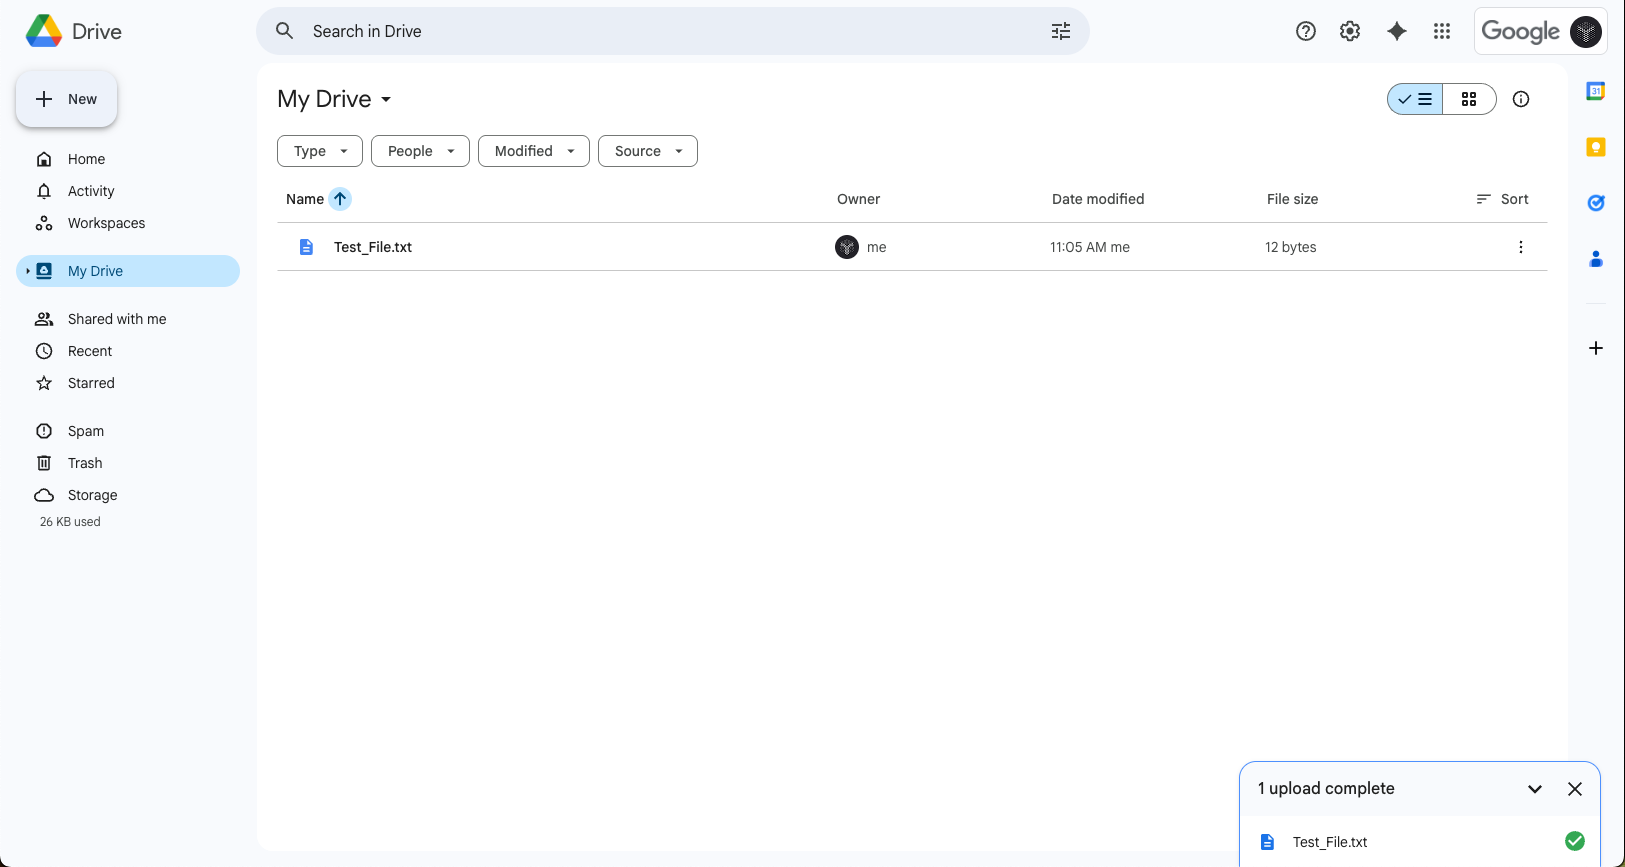 Drive
Search in Drive
Google
New
My Drive
Home
Activity
Workspaces
My Drive
Shared with me
Recent
Starred
Spam
Trash
Storage
26 KB used
Type People Modified Source
Name Owner Date modified File size Sort
Test_File.txt me 11:05 AM me 12 bytes
31
1 upload complete
Test_File.txt